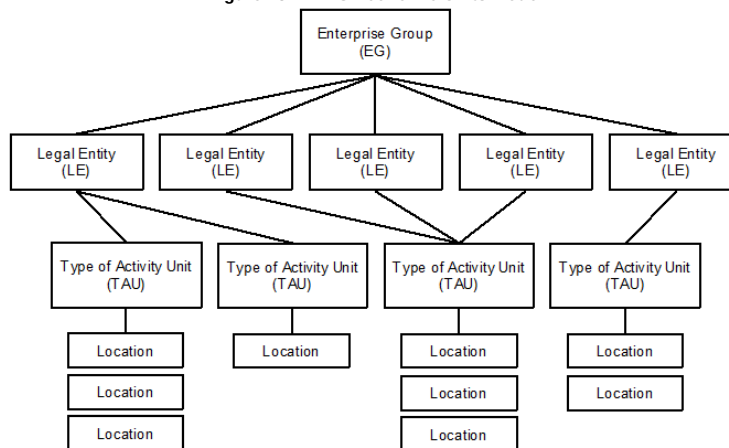 Enterprise Group
(EG)
Legal Entity
(LE)
Legal Entity
(LE)
Legal Entity
(LE)
Legal Entity
(LE)
Legal Entity
(LE)
Type of Activity Unit
(TAU)
Type of Activity Unit
(TAU)
Type of Activity Unit
(TAU)
Type of Activity Unit
(TAU)
Location
Location
Location
Location
Location
Location
Location
Location
Location